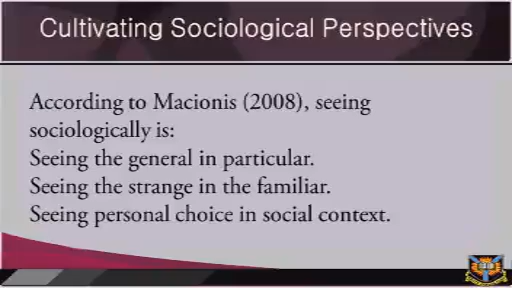 Cultivating Sociological Perspectives
According to Macionis (2008), seeing
sociologically is:
Seeing the general in particular.
Seeing the strange in the familiar.
Seeing personal choice in social context.